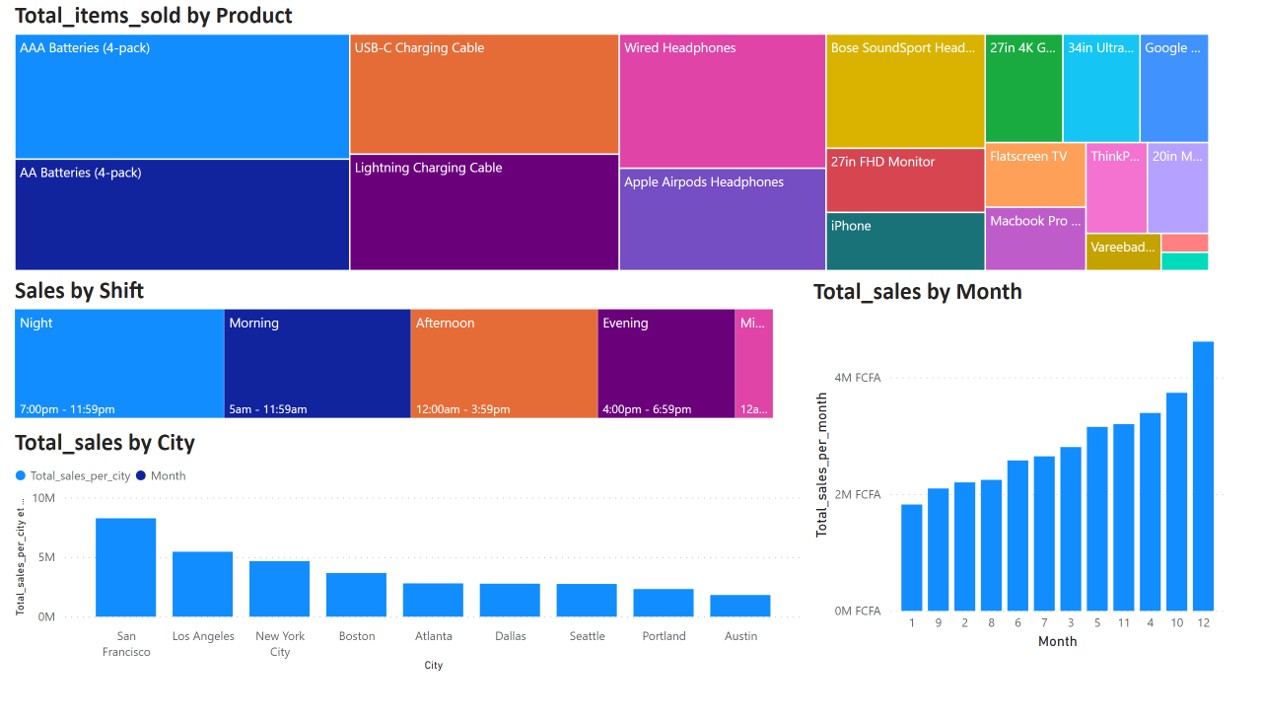 Total_items_sold by Product
AAA Batteries (4-pack)
USB-C Charging Cable
Wired Headphones
Bose SoundSport Head...
27in 4K G...
34in Ultra...
Google ...
AA Batteries (4-pack)
Lightning Charging Cable
Apple Airpods Headphones
27in FHD Monitor
iPhone
Flatscreen TV
ThinkP...
20in M...
Macbook Pro ...
Vareebad...
Sales by Shift
Night
Morning
Afternoon
Evening
Mi...
7:00pm - 11:59pm
5am - 11:59am
12:00am - 3:59pm
4:00pm - 6:59pm
12a...
Total_sales by City
Total_sales_per_city
Month
Total_sales_per_city et ...
10M
5M
0M
San Francisco
Los Angeles
New York City
Boston
Atlanta
Dallas
Seattle
Portland
Austin
City
Total_sales by Month
Total_sales_per_month
4M FCFA
2M FCFA
0M FCFA
1 9 2 8 6 7 3 5 11 4 10 12
Month